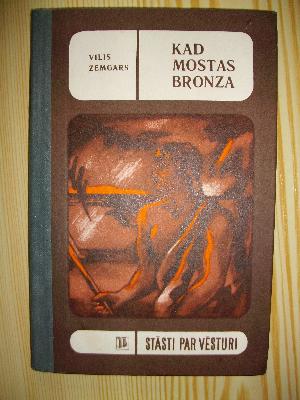 VILIS
ZEMGARS
KAD
MOSTAS
BRONZA
STĀSTI PAR VĒSTURI